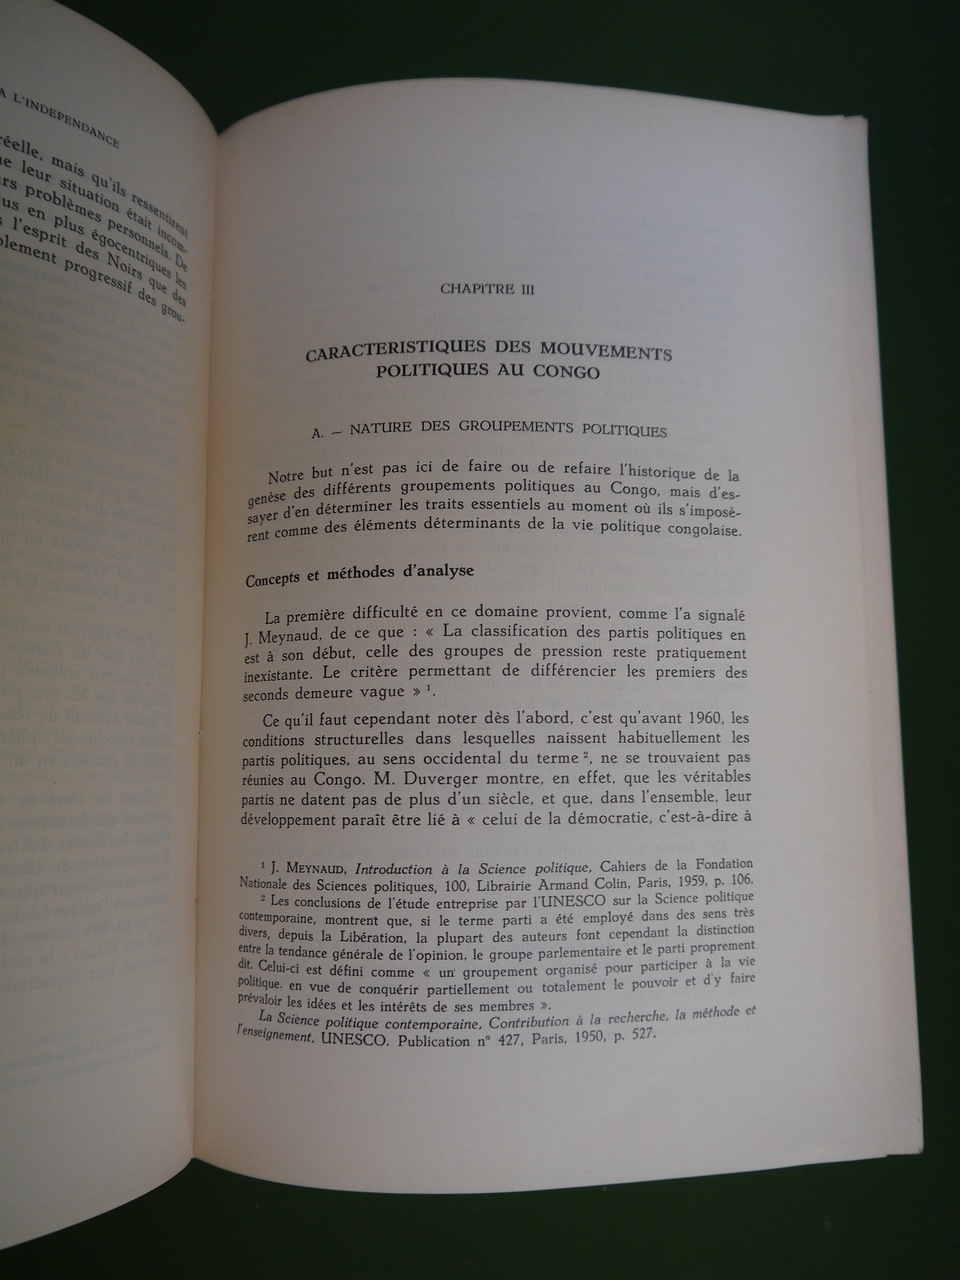 A L'INDEPENDANCE
réelle, mais qu'ils ressentirent
leur situation était incom-
problèmes personnels. De
en plus égocentriques les
l'esprit des Noirs que des
progressif des grou-
CHAPITRE III
CARACTERISTIQUES DES MOUVEMENTS
POLITIQUES AU CONGO
A. — NATURE DES GROUPEMENTS POLITIQUES
Notre but n'est pas ici de faire ou de refaire l'historique de la
genèse des différents groupements politiques au Congo, mais d'es-
sayer d'en déterminer les traits essentiels au moment où ils s'imposè-
rent comme des éléments déterminants de la vie politique congolaise.
Concepts et méthodes d'analyse
La première difficulté en ce domaine provient, comme l'a signalé
J. Meynaud, de ce que : « La classification des partis politiques en
est à son début, celle des groupes de pression reste pratiquement
inexistante. Le critère permettant de différencier les premiers des
seconds demeure vague » ¹.
Ce qu'il faut cependant noter dès l'abord, c'est qu'avant 1960, les
conditions structurelles dans lesquelles naissent habituellement les
partis politiques, au sens occidental du terme ², ne se trouvaient pas
réunies au Congo. M. Duverger montre, en effet, que les véritables
partis ne datent pas de plus d'un siècle, et que, dans l'ensemble, leur
développement paraît être lié à « celui de la démocratie, c'est-à-dire à
¹ J. MEYNAUD, Introduction à la Science politique, Cahiers de la Fondation
Nationale des Sciences politiques, 100, Librairie Armand Colin, Paris, 1959, p. 106.
² Les conclusions de l'étude entreprise par l'UNESCO sur la Science politique
contemporaine, montrent que, si le terme parti a été employé dans des sens très
divers, depuis la Libération, la plupart des auteurs font cependant la distinction
entre la tendance générale de l'opinion, le groupe parlementaire et le parti proprement
dit. Celui-ci est défini comme « un groupement organisé pour participer à la vie
politique, en vue de conquérir partiellement ou totalement le pouvoir et d'y faire
prévaloir les idées et les intérêts de ses membres ».
La Science politique contemporaine, Contribution à la recherche, la méthode et
l'enseignement, UNESCO. Publication n° 427, Paris, 1950, p. 527.